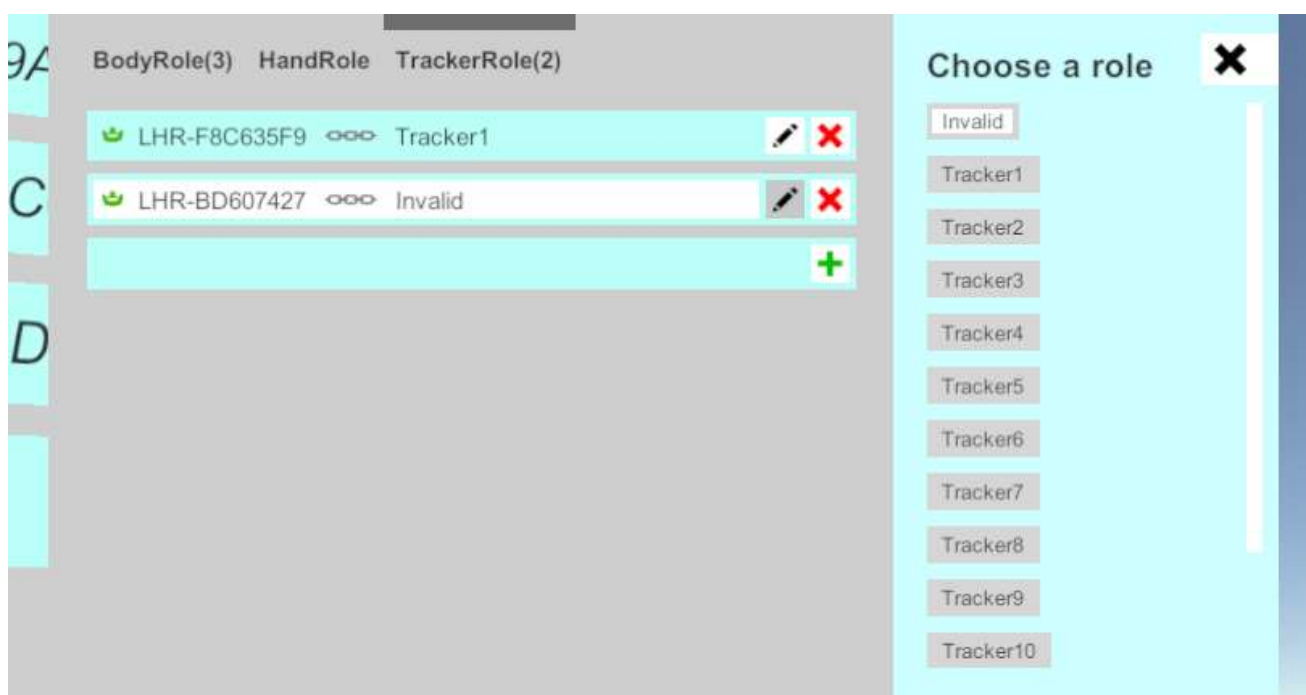 9A
C
D
BodyRole(3) HandRole TrackerRole(2)
LHR-F8C635F9 Tracker1
LHR-BD607427 Invalid
Choose a role
Invalid
Tracker1
Tracker2
Tracker3
Tracker4
Tracker5
Tracker6
Tracker7
Tracker8
Tracker9
Tracker10